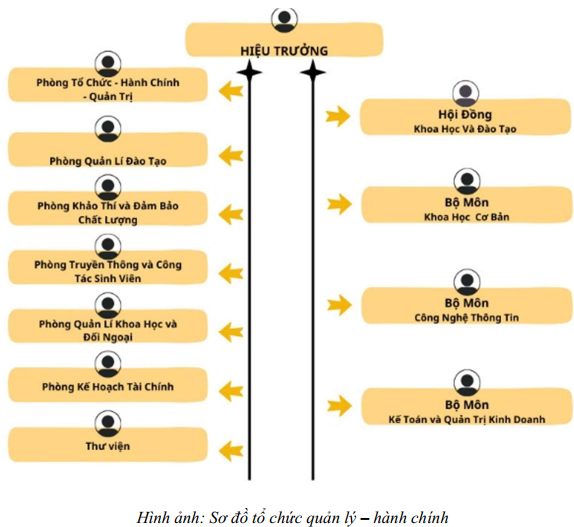 HIỆU TRƯỞNG
Phòng Tổ Chức - Hành Chính
- Quản Trị
Phòng Quản Lí Đào Tạo
Phòng Khảo Thí và Đảm Bảo
Chất Lượng
Phòng Truyền Thông và Công
Tác Sinh Viên
Phòng Quản Lí Khoa Học và
Đối Ngoại
Phòng Kế Hoạch Tài Chính
Thư viện
Hội Đồng
Khoa Học Và Đào Tạo
Bộ Môn
Khoa Học Cơ Bản
Bộ Môn
Công Nghệ Thông Tin
Bộ Môn
Kế Toán và Quản Trị Kinh Doanh
Hình ảnh: Sơ đồ tổ chức quản lý – hành chính